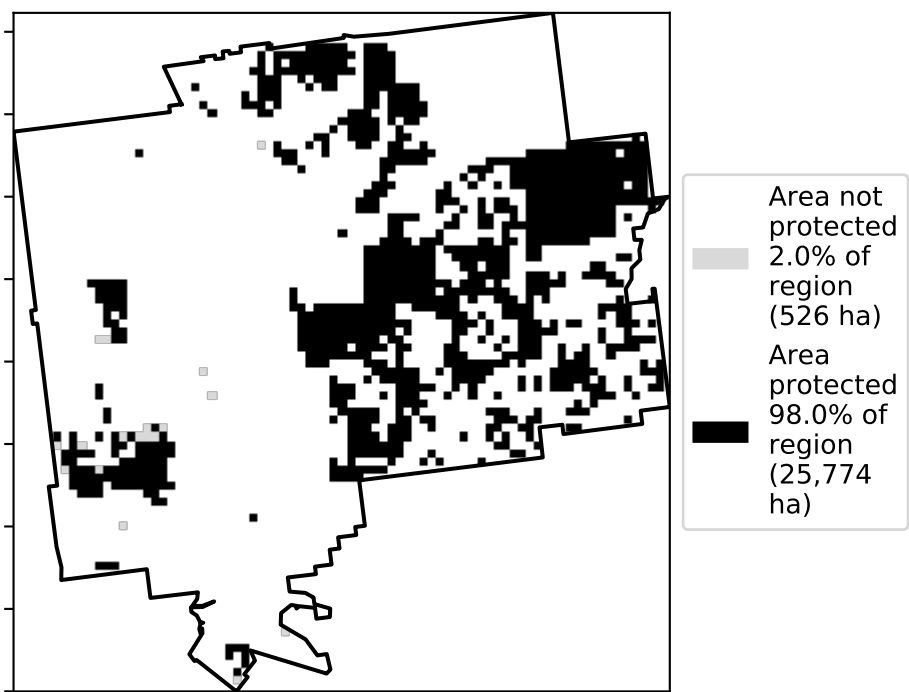 Area not
protected
2.0% of
region
(526 ha)
Area
protected
98.0% of
region
(25,774
ha)